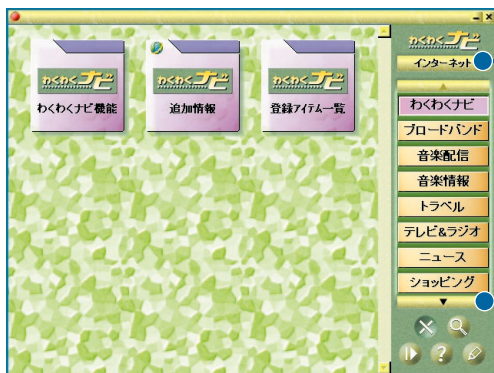 わくわくナビ
わくわくナビ機能
わくわくナビ
追加情報
わくわくナビ
登録アイテム一覧
わくわくナビ
インターネット
わくわくナビ
ブロードバンド
音楽配信
音楽情報
トラベル
テレビ&ラジオ
ニュース
ショッピング
?